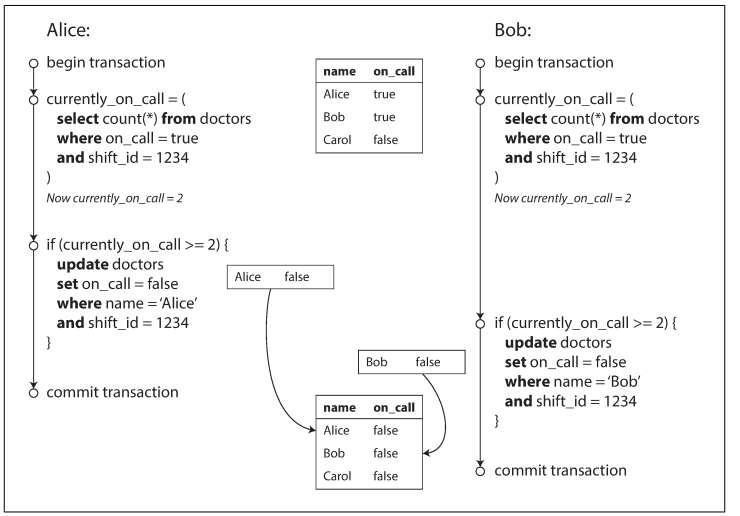 Alice:
begin transaction
currently_on_call = (
select count(*) from doctors
where on_call = true
and shift_id = 1234
)
Now currently_on_call = 2
if (currently_on_call >= 2) {
update doctors
set on_call = false
where name = ‘Alice’
and shift_id = 1234
}
commit transaction
name on_call
Alice true
Bob true
Carol false
Alice false
Bob false
name on_call
Alice false
Bob false
Carol false
Bob:
begin transaction
currently_on_call = (
select count(*) from doctors
where on_call = true
and shift_id = 1234
)
Now currently_on_call = 2
if (currently_on_call >= 2) {
update doctors
set on_call = false
where name = ‘Bob’
and shift_id = 1234
}
commit transaction